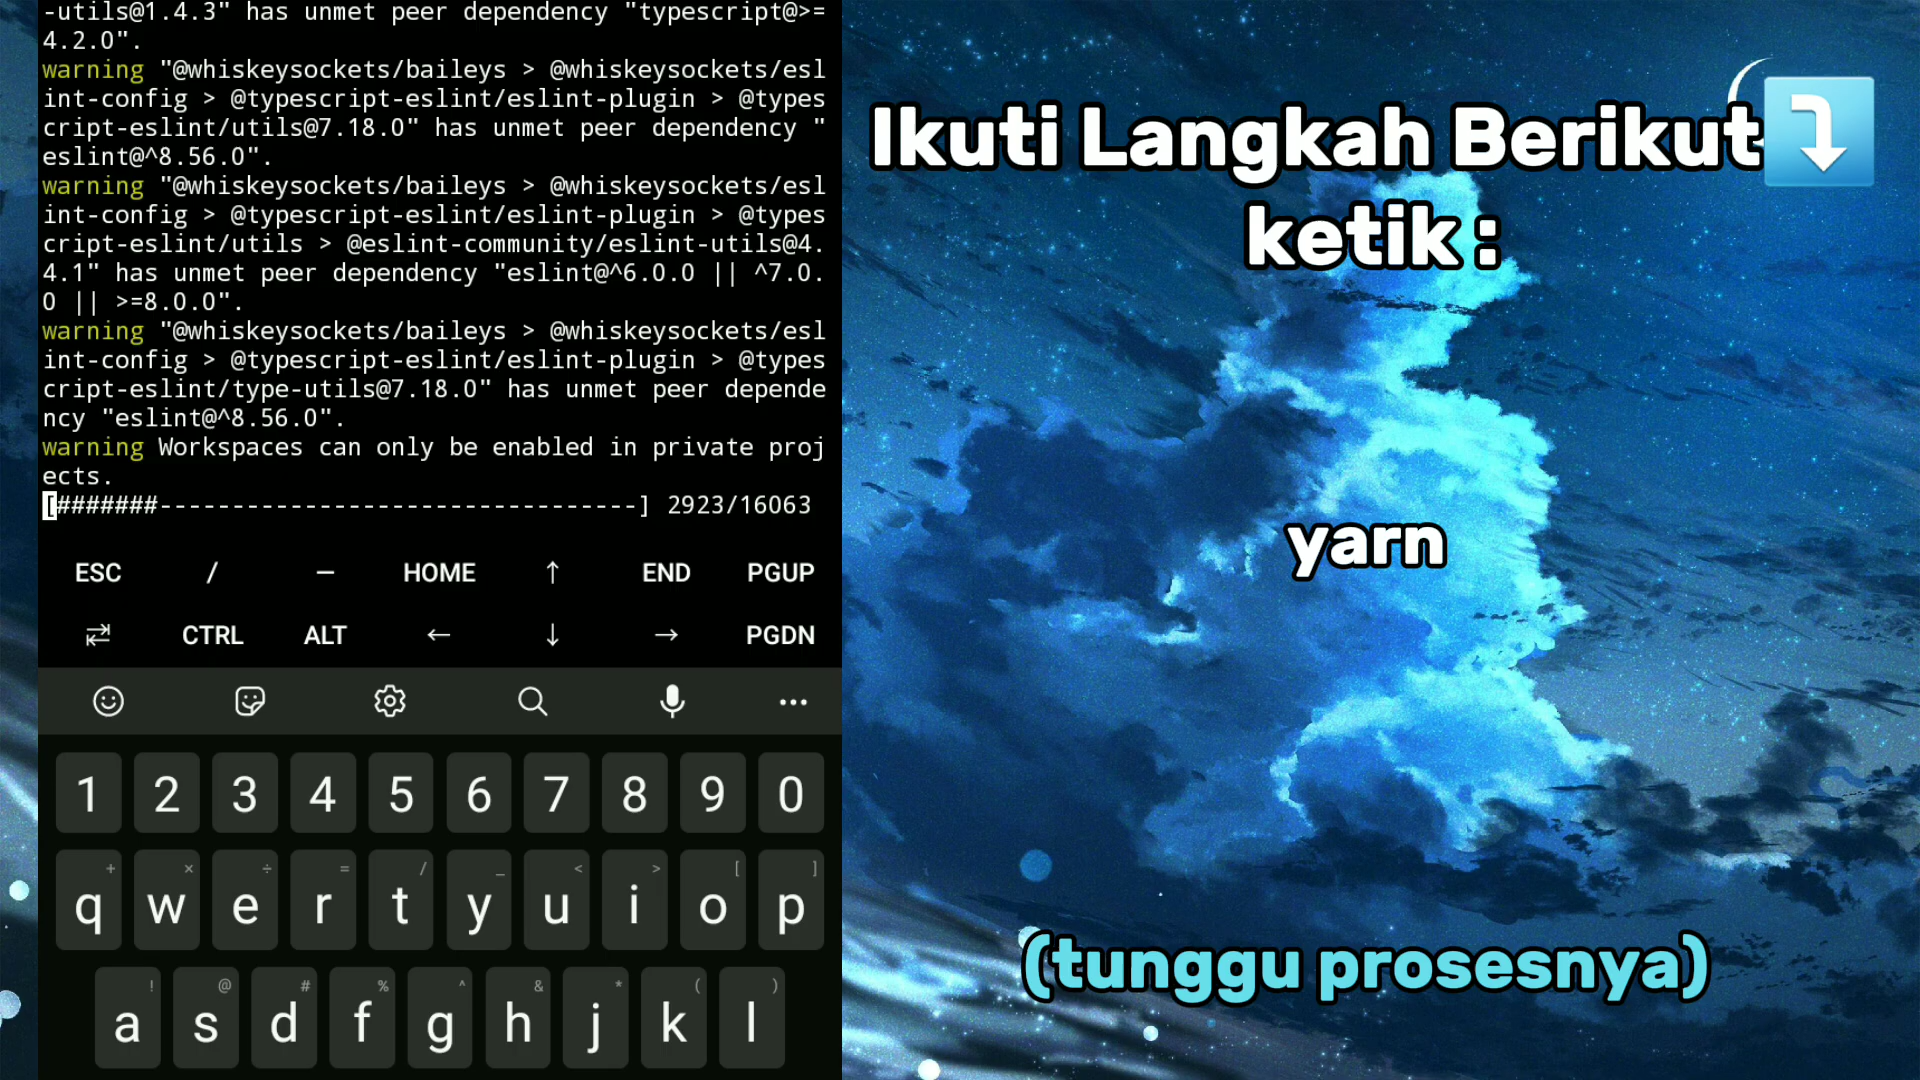 -utils@1.4.3" has unmet peer dependency "typescript@>=
4.2.0".
warning "@whiskeysockets/baileys > @whiskeysockets/esl
int-config > @typescript-eslint/eslint-plugin > @types
cript-eslint/utils@7.18.0" has unmet peer dependency "
eslint@^8.56.0".
warning "@whiskeysockets/baileys > @whiskeysockets/esl
int-config > @typescript-eslint/eslint-plugin > @types
cript-eslint/utils > @eslint-community/eslint-utils@4.
4.1" has unmet peer dependency "eslint@^6.0.0 || ^7.0.
0 || >=8.0.0".
warning "@whiskeysockets/baileys > @whiskeysockets/esl
int-config > @typescript-eslint/eslint-plugin > @types
cript-eslint/type-utils@7.18.0" has unmet peer depende
ncy "eslint@^8.56.0".
warning Workspaces can only be enabled in private proj
ects.
[#######---------------------------------] 2923/16063
ESC / — HOME ↑ END PGUP
⇄ CTRL ALT ← ↓ → PGDN
1 2 3 4 5 6 7 8 9 0
+ × ÷ = / _ < > [ ]
q w e r t y u i o p
! @ # % ^ & * ( )
a s d f g h j k l
Ikuti Langkah Berikut ⤵
ketik :
yarn
(tunggu prosesnya)